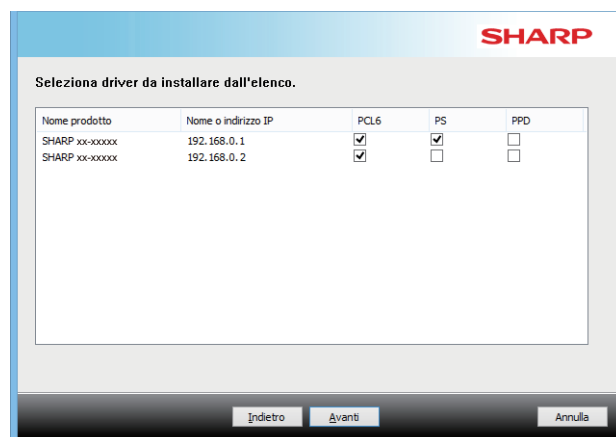 SHARP
Seleziona driver da installare dall'elenco.
Nome prodotto Nome o indirizzo IP PCL6 PS PPD
SHARP xx-xxxxx 192.168.0.1
SHARP xx-xxxxx 192.168.0.2
Indietro Avanti Annulla